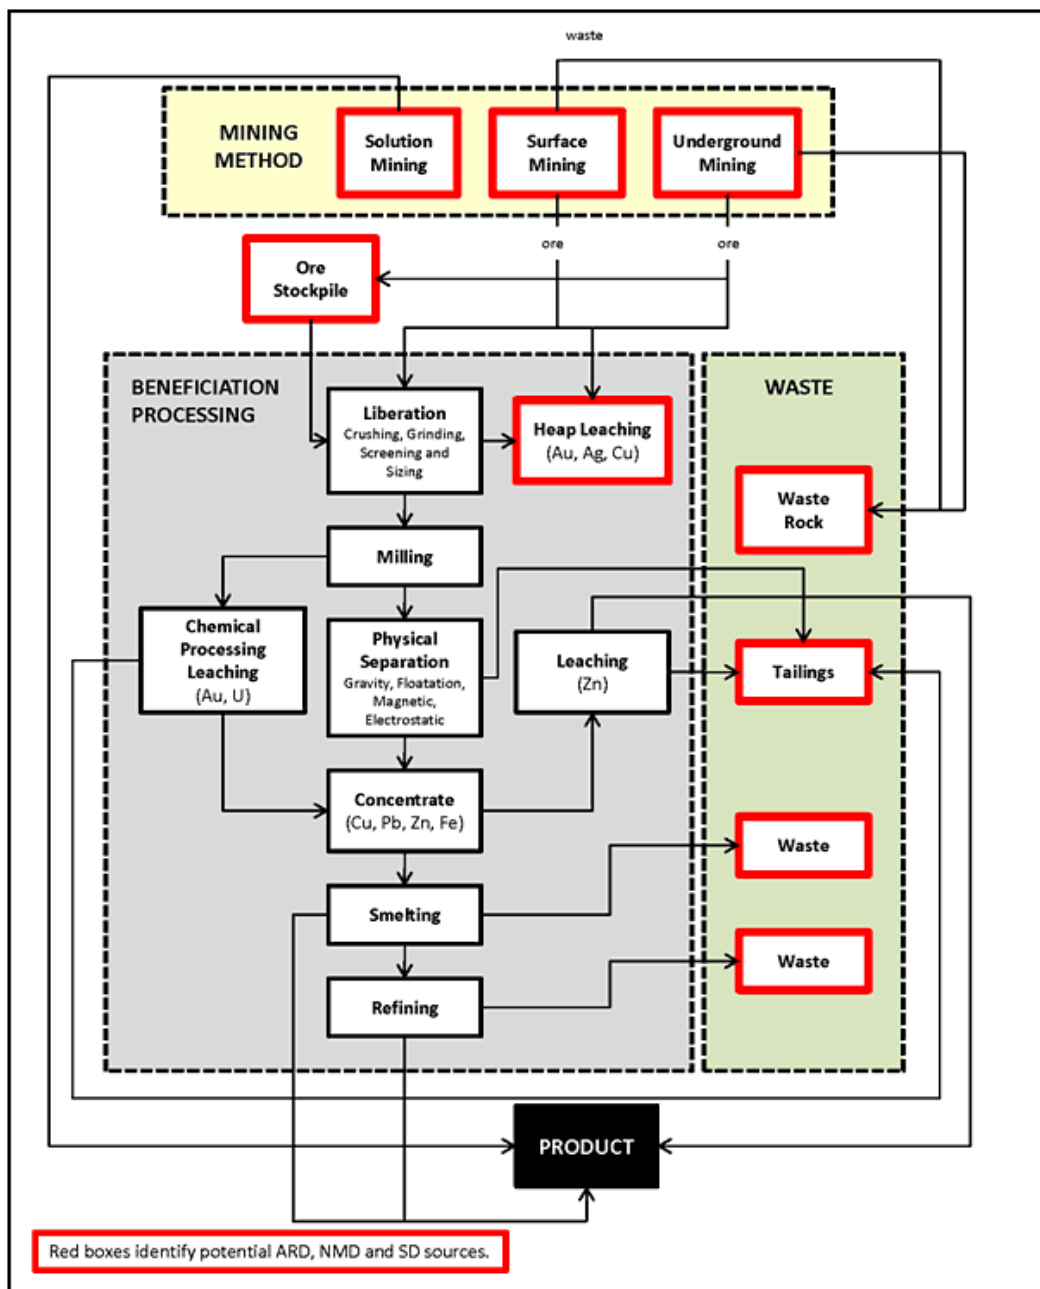 waste
MINING
METHOD
Solution
Mining
Surface
Mining
Underground
Mining
ore
ore
Ore
Stockpile
BENEFICIATION
PROCESSING
WASTE
Liberation
Crushing, Grinding,
Screening and
Sizing
Heap Leaching
(Au, Ag, Cu)
Waste
Rock
Milling
Chemical
Processing
Leaching
(Au, U)
Physical
Separation
Gravity, Floatation,
Magnetic,
Electrostatic
Leaching
(Zn)
Tailings
Concentrate
(Cu, Pb, Zn, Fe)
Waste
Smelting
Waste
Refining
PRODUCT
Red boxes identify potential ARD, NMD and SD sources.